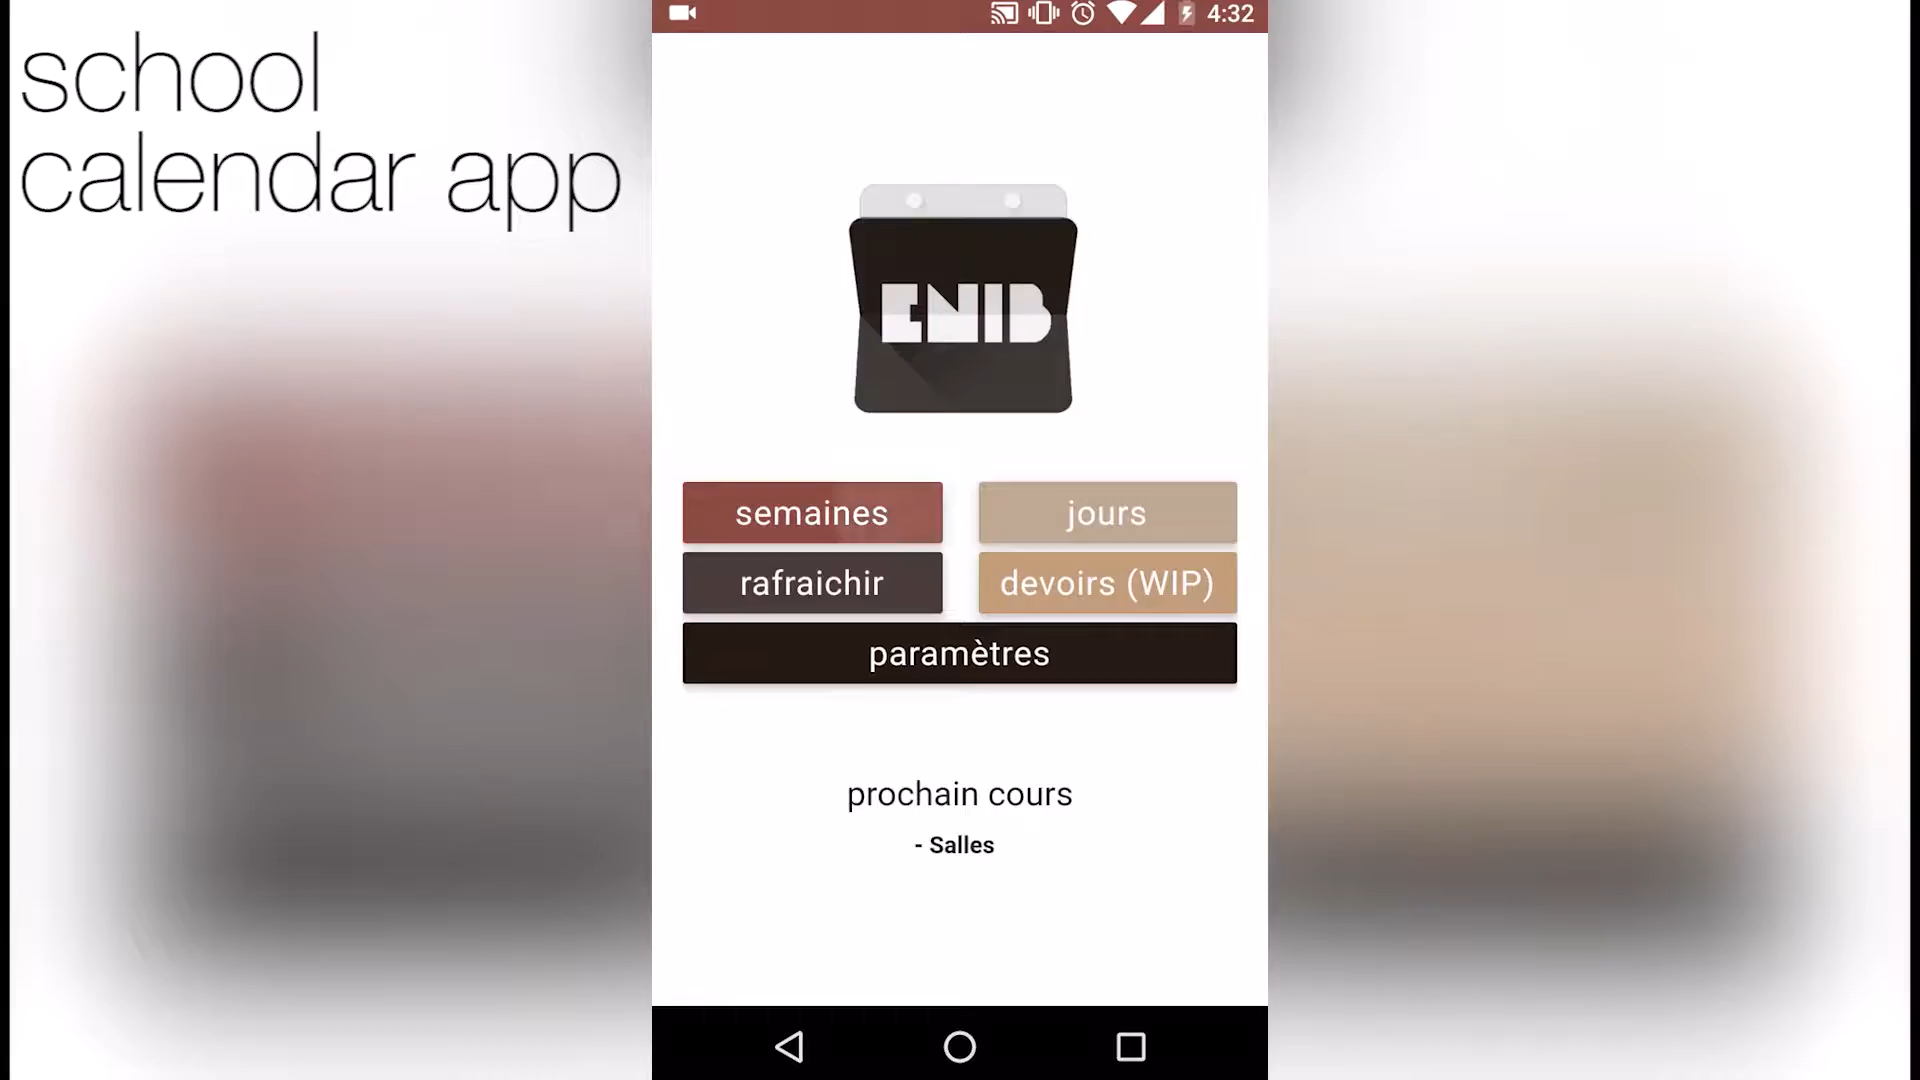 school
calendar app
4:32
ENIB
semaines
jours
rafraichir
devoirs (WIP)
paramètres
prochain cours
- Salles